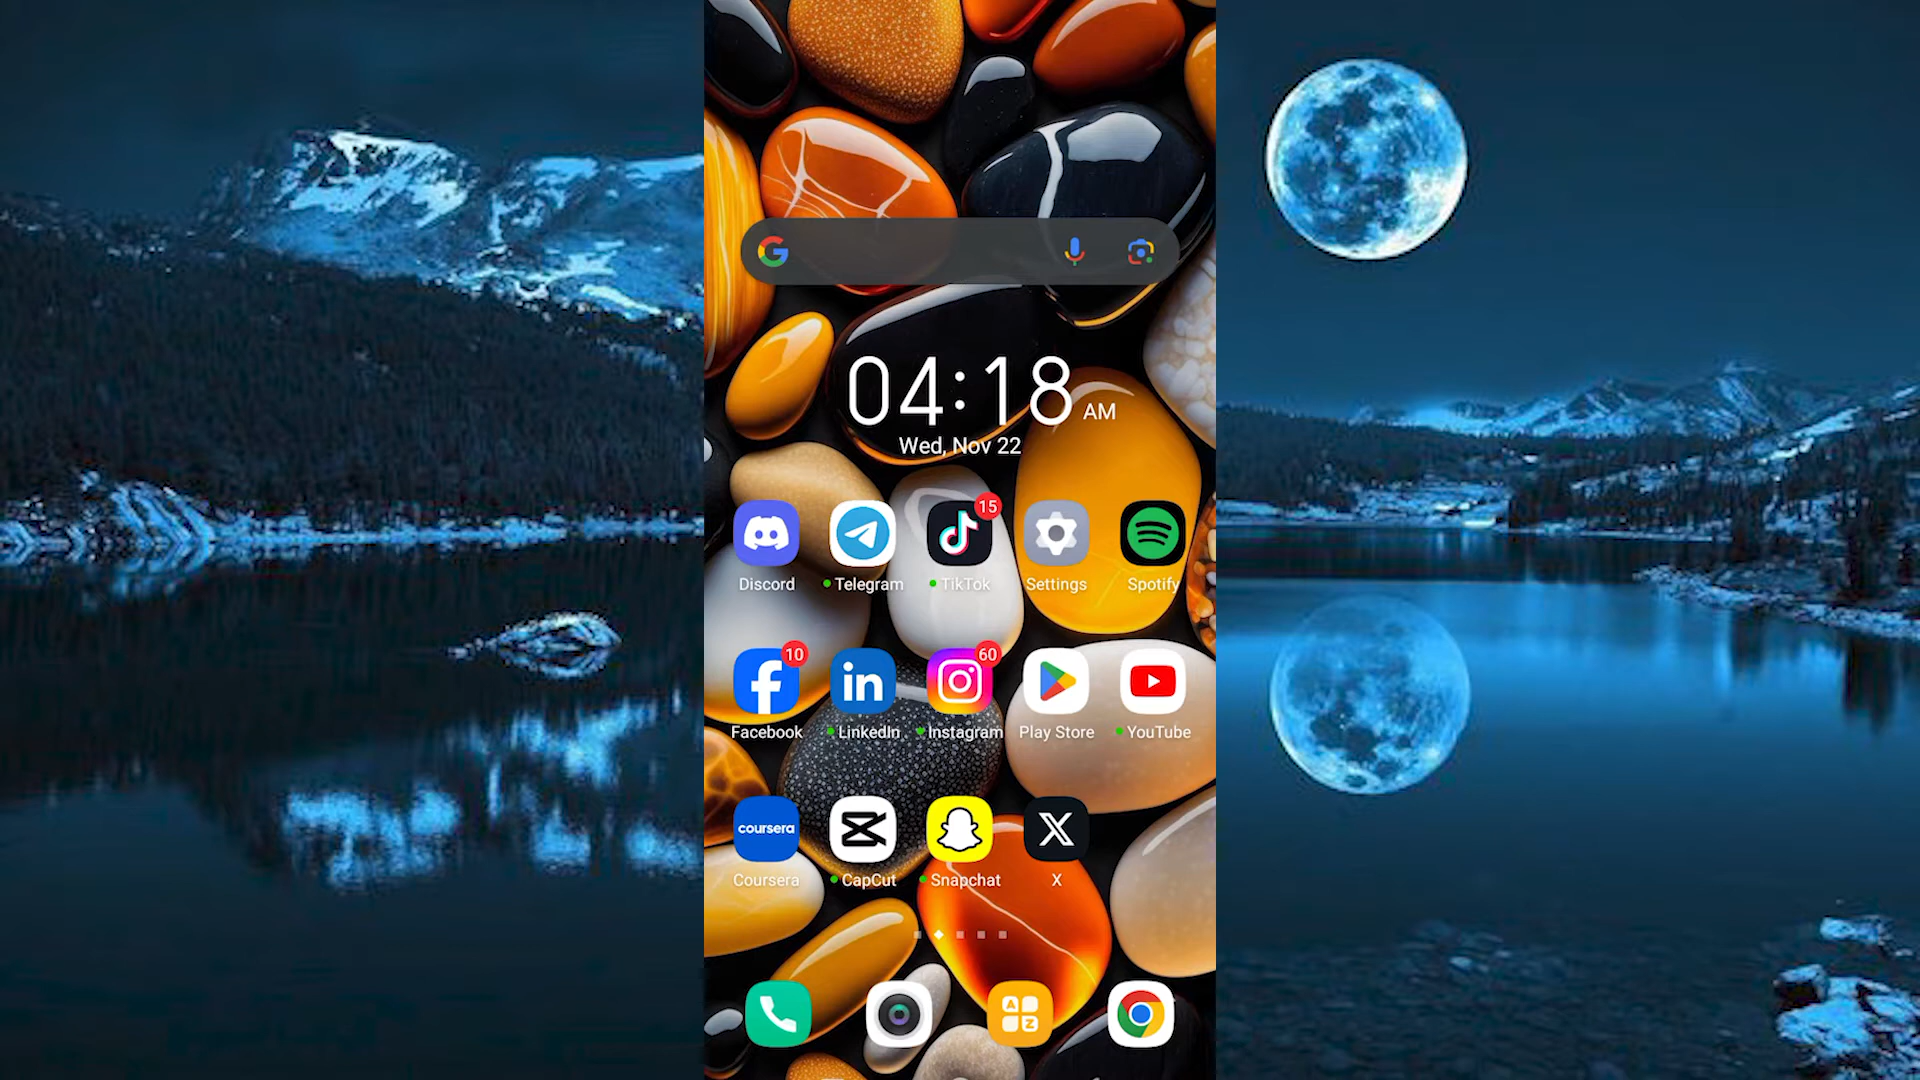 04:18 AM
Wed, Nov 22
15
Discord Telegram TikTok Settings Spotify
10 60
in
Facebook LinkedIn Instagram Play Store YouTube
coursera
Coursera CapCut Snapchat X
A
Z